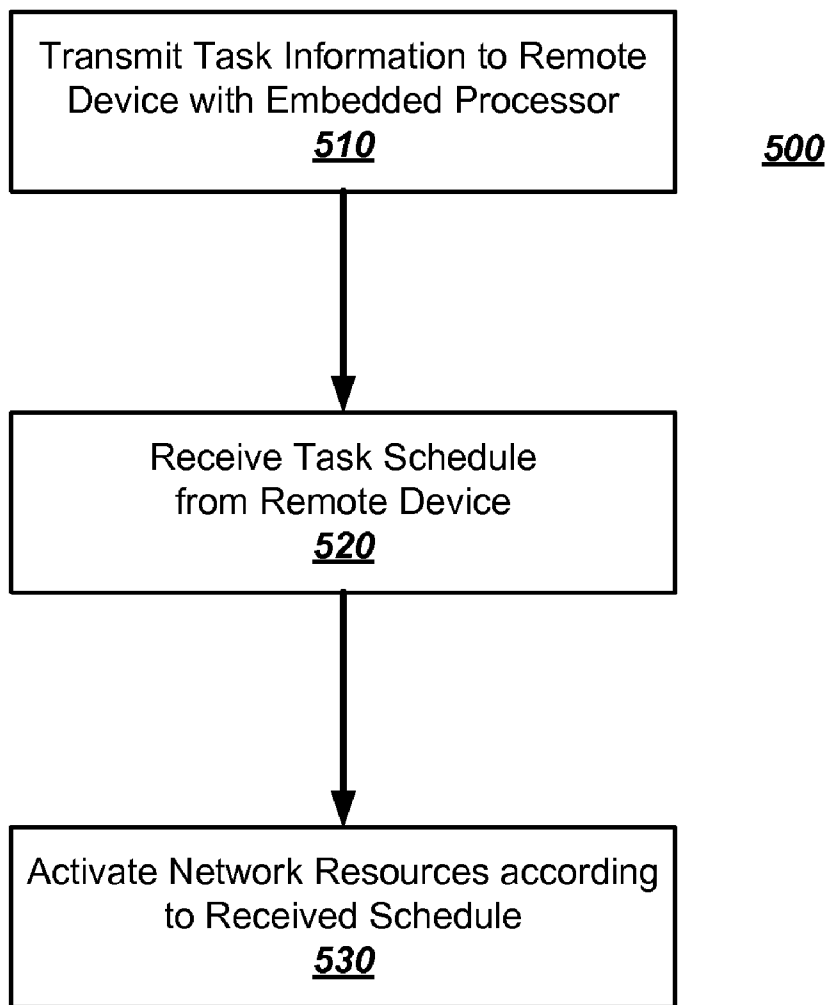 Transmit Task Information to Remote
Device with Embedded Processor
510
500
Receive Task Schedule
from Remote Device
520
Activate Network Resources according
to Received Schedule
530